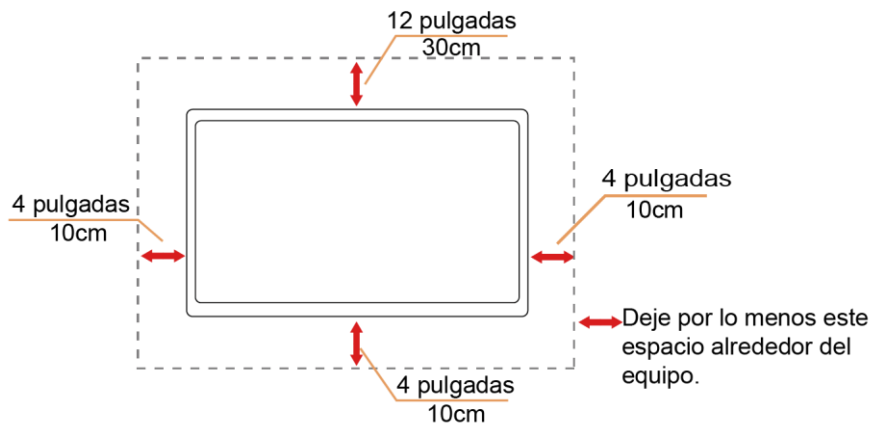 12 pulgadas
30cm
4 pulgadas
10cm
4 pulgadas
10cm
Deje por lo menos este
espacio alrededor del
equipo.
4 pulgadas
10cm